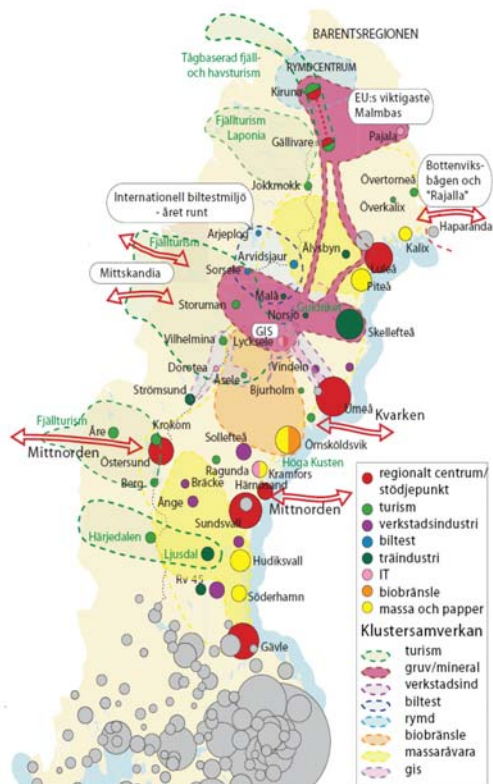 BARENTSREGIONEN
Tågbaserad fjäll-
och havsturism
RYMDCENTRUM
Kiruna
EU:s viktigaste
Malmbas
Fjällturism
Laponia
Gällivare
Pajala
Jokkmokk
Övertorneå
Överkalix
Bottenviks-
bågen och
"Rajalla"
Internationell biltestmiljö
- året runt
Arjeplog
Haparanda
Kalix
Fjällturism
Arvidsjaur
Älvsbyn
Luleå
Mittskandia
Sorsele
Piteå
Storuman
Malå
Guldriket
Norsjö
Skellefteå
GIS
Vilhelmina
Lycksele
Dorotea
Åsele
Vindeln
Strömsund
Bjurholm
Umeå
Kvarken
Fjällturism
Åre
Krokom
Sollefteå
Örnsköldsvik
Mittnorden
Östersund
Höga Kusten
Ragunda
Kramfors
Berg
Bräcke
Härnösand
Ånge
Mittnorden
Sundsvall
Härjedalen
Ljusdal
Hudiksvall
Rv 45
Söderhamn
Gävle
regionalt centrum/
stödjepunkt
turism
verkstadsindustri
biltest
träindustri
IT
biobränsle
massa och papper
Klustersamverkan
turism
gruv/mineral
verkstadsind
biltest
rymd
biobränsle
massaråvara
gis